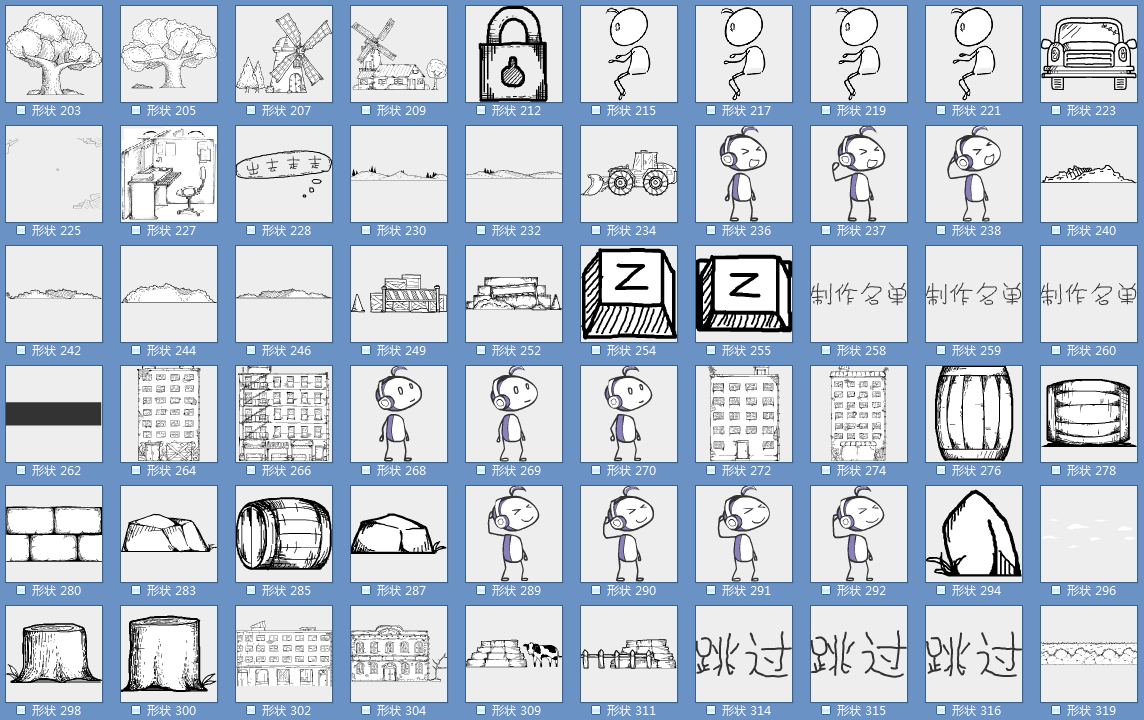 形状 203 形状 205 形状 207 形状 209 形状 212 形状 215 形状 217 形状 219 形状 221 形状 223
形状 225 形状 227 形状 228 形状 230 形状 232 形状 234 形状 236 形状 237 形状 238 形状 240
Z Z 制作名单 制作名单 制作名单
形状 242 形状 244 形状 246 形状 249 形状 252 形状 254 形状 255 形状 258 形状 259 形状 260
形状 262 形状 264 形状 266 形状 268 形状 269 形状 270 形状 272 形状 274 形状 276 形状 278
形状 280 形状 283 形状 285 形状 287 形状 289 形状 290 形状 291 形状 292 形状 294 形状 296
跳过 跳过 跳过
形状 298 形状 300 形状 302 形状 304 形状 309 形状 311 形状 314 形状 315 形状 316 形状 319